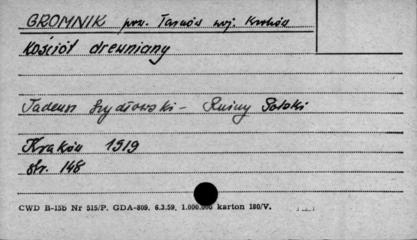 GROMNIK pow. Tarnów woj. Kraków
Kościół drewniany
Tadeusz Szydłowski - Ruiny Polski
Kraków 1919
str. 148
CWD B-15b Nr 515/P. GDA-809. 6.3.59. 1.000.000 karton 180/V.